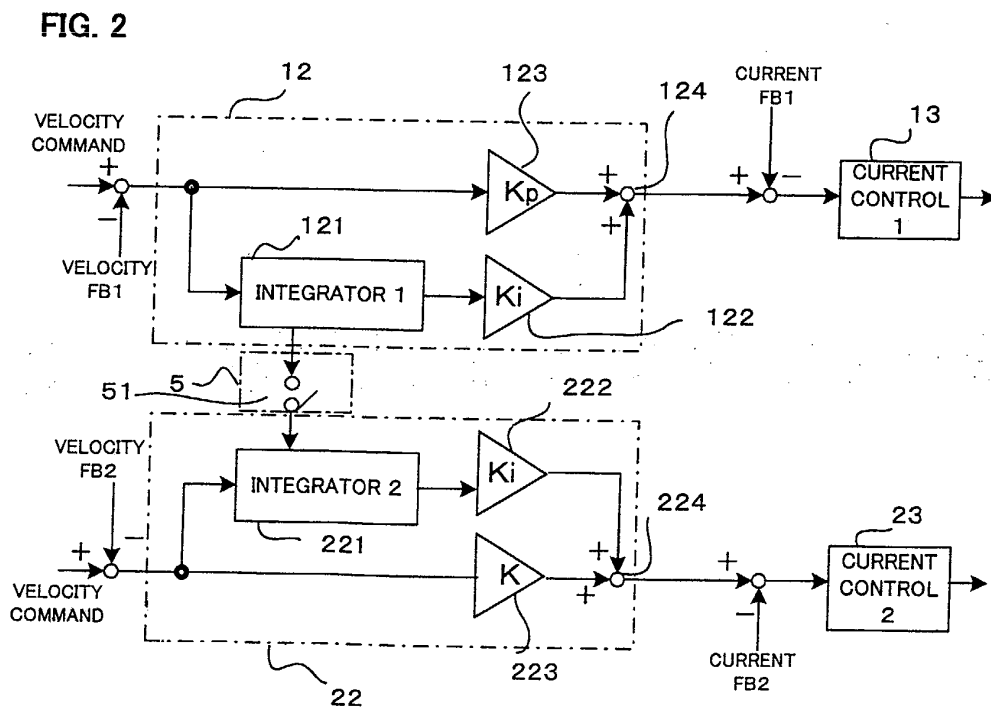 FIG. 2
12
123
124
CURRENT
FB1
13
VELOCITY
COMMAND
+
−
Kp
+
+
+
−
CURRENT
CONTROL
1
VELOCITY
FB1
121
INTEGRATOR 1
Ki
122
5
51
222
VELOCITY
FB2
INTEGRATOR 2
221
Ki
224
23
+
−
VELOCITY
COMMAND
K
223
+
+
+
−
CURRENT
CONTROL
2
22
CURRENT
FB2